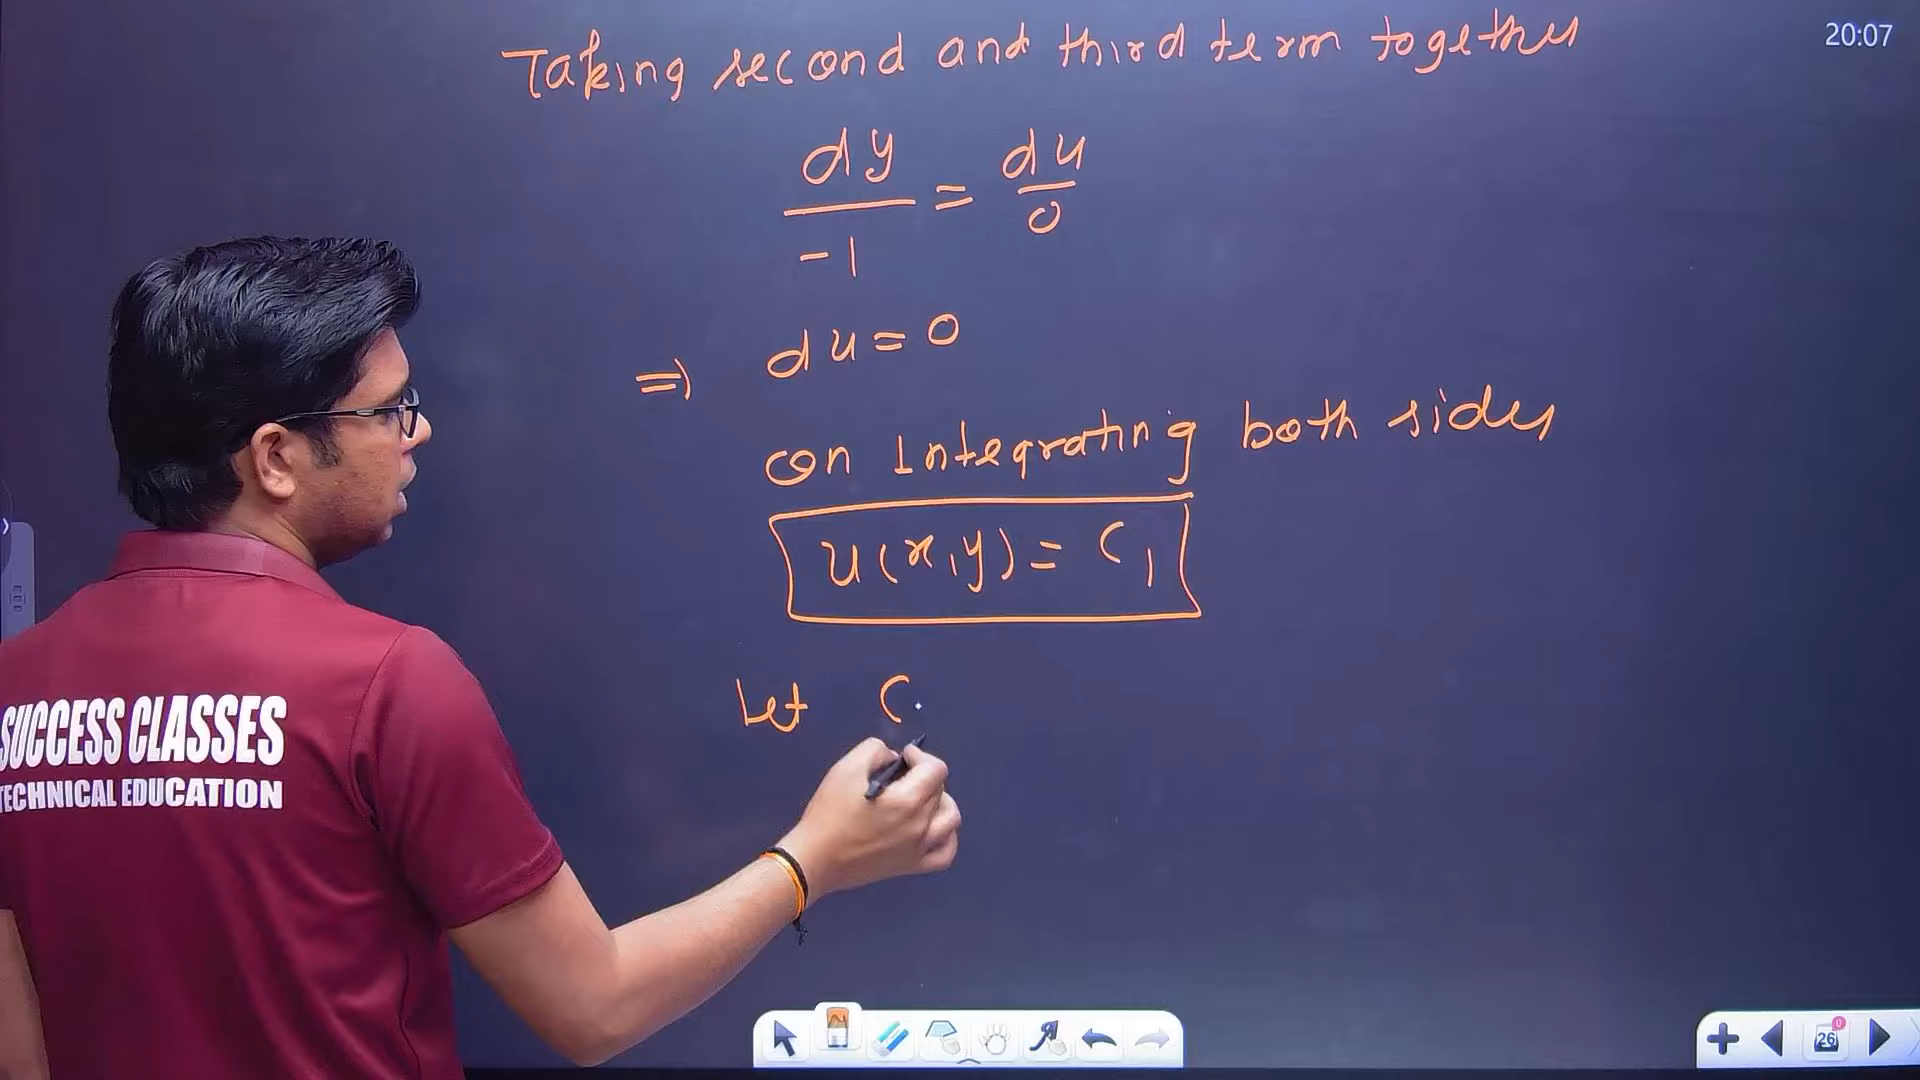 20:07
Taking second and third term together
dy/-1 = du/0
⇒ du = 0
on Integrating both sides
u(x,y) = C1
Let C
SUCCESS CLASSES
TECHNICAL EDUCATION
26
0